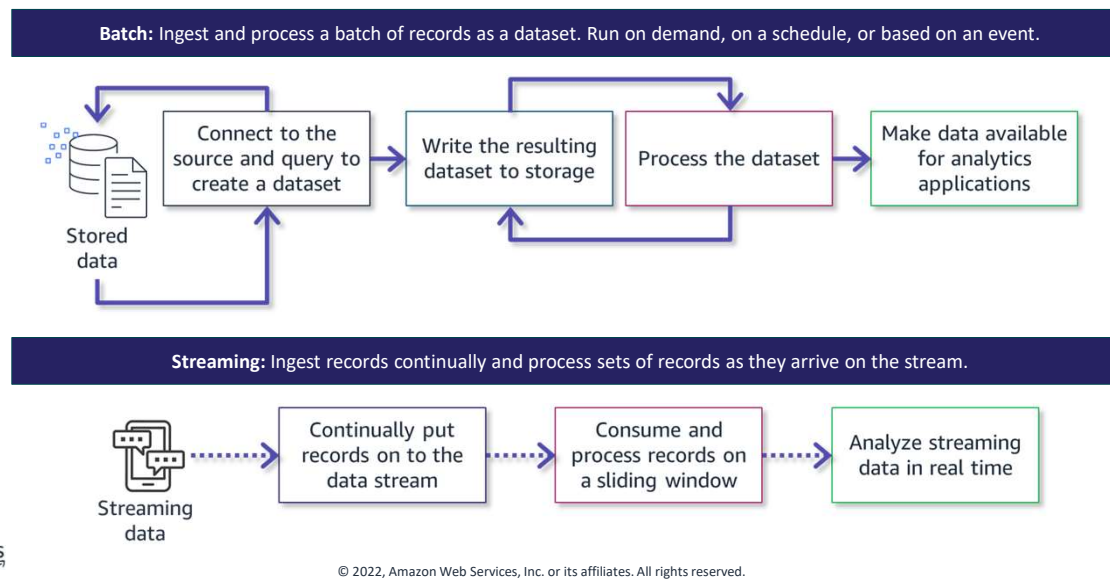 Batch: Ingest and process a batch of records as a dataset. Run on demand, on a schedule, or based on an event.
Stored
data
Connect to the
source and query to
create a dataset
Write the resulting
dataset to storage
Process the dataset
Make data available
for analytics
applications
Streaming: Ingest records continually and process sets of records as they arrive on the stream.
Streaming
data
Continually put
records on to the
data stream
Consume and
process records on
a sliding window
Analyze streaming
data in real time
© 2022, Amazon Web Services, Inc. or its affiliates. All rights reserved.